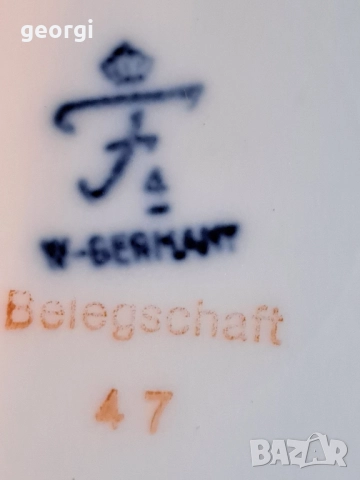 georgi
W-GERMANY
Belegschaft
47
BAZAR